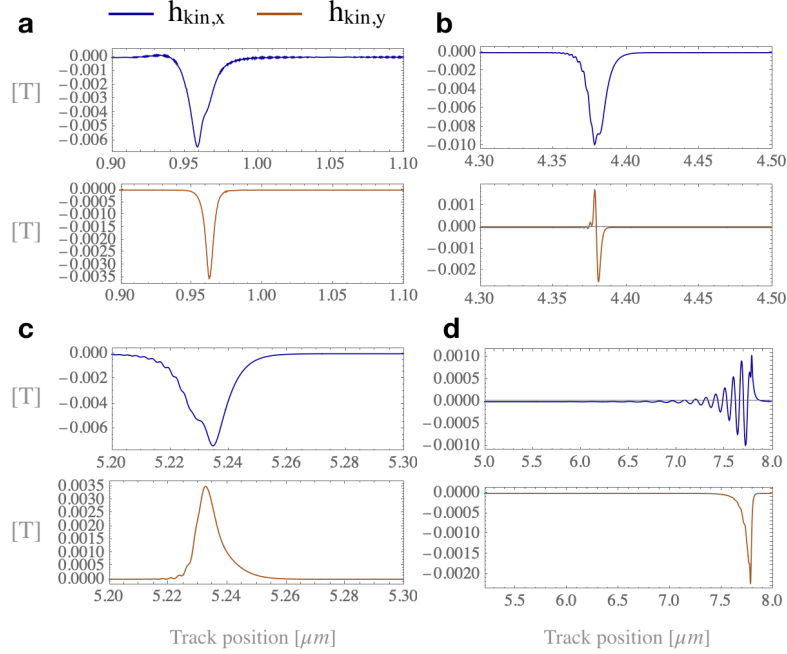 h_kin,x h_kin,y
a
[T]
0.000
−0.001
−0.002
−0.003
−0.004
−0.005
−0.006
0.90 0.95 1.00 1.05 1.10
[T]
0.0000
−0.0005
−0.0010
−0.0015
−0.0020
−0.0025
−0.0030
−0.0035
0.90 0.95 1.00 1.05 1.10
b
0.000
−0.002
−0.004
−0.006
−0.008
−0.010
4.30 4.35 4.40 4.45 4.50
0.001
0.000
−0.001
−0.002
4.30 4.35 4.40 4.45 4.50
c
[T]
0.000
−0.002
−0.004
−0.006
5.20 5.22 5.24 5.26 5.28 5.30
[T]
0.0035
0.0030
0.0025
0.0020
0.0015
0.0010
0.0005
0.0000
5.20 5.22 5.24 5.26 5.28 5.30
Track position [μm]
d
0.0010
0.0005
0.0000
−0.0005
−0.0010
5.0 5.5 6.0 6.5 7.0 7.5 8.0
0.0000
−0.0005
−0.0010
−0.0015
−0.0020
5.5 6.0 6.5 7.0 7.5 8.0
Track position [μm]